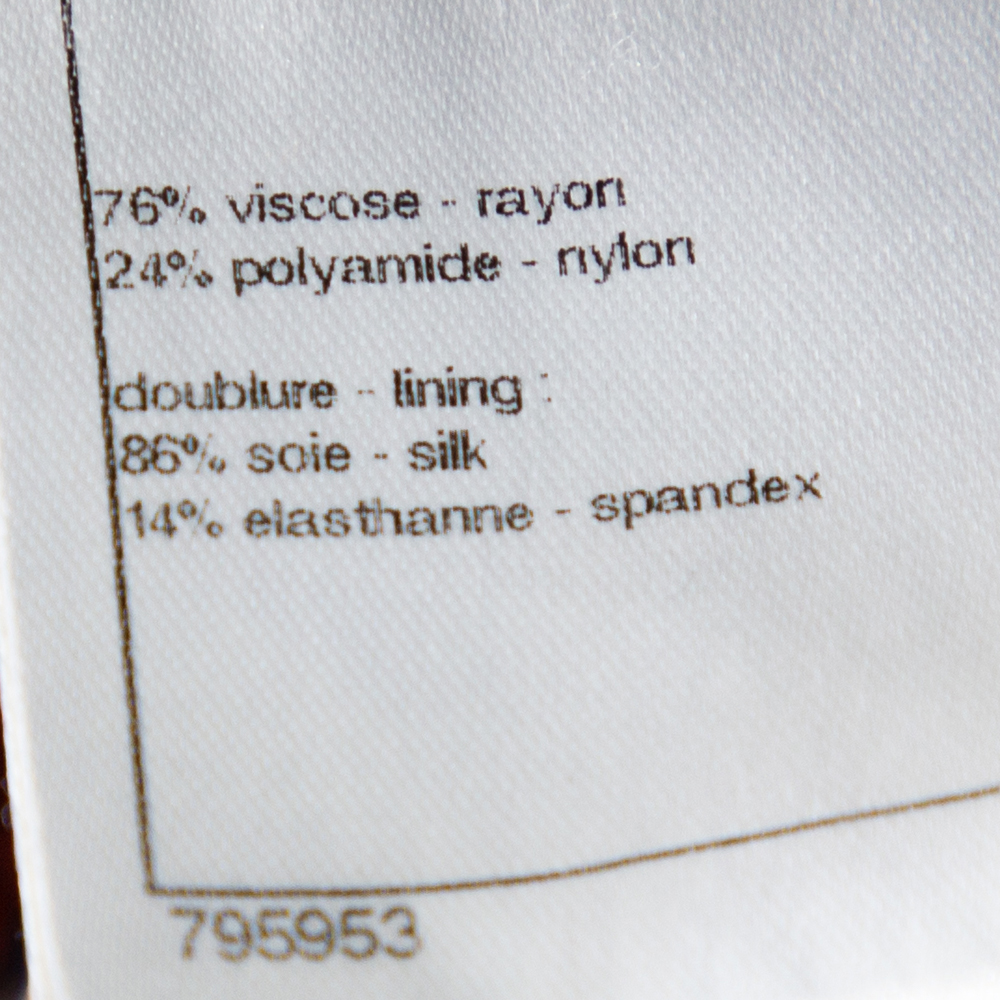 76% viscose - rayon
24% polyamide - nylon
doublure - lining :
86% soie - silk
14% elasthanne - spandex
795953